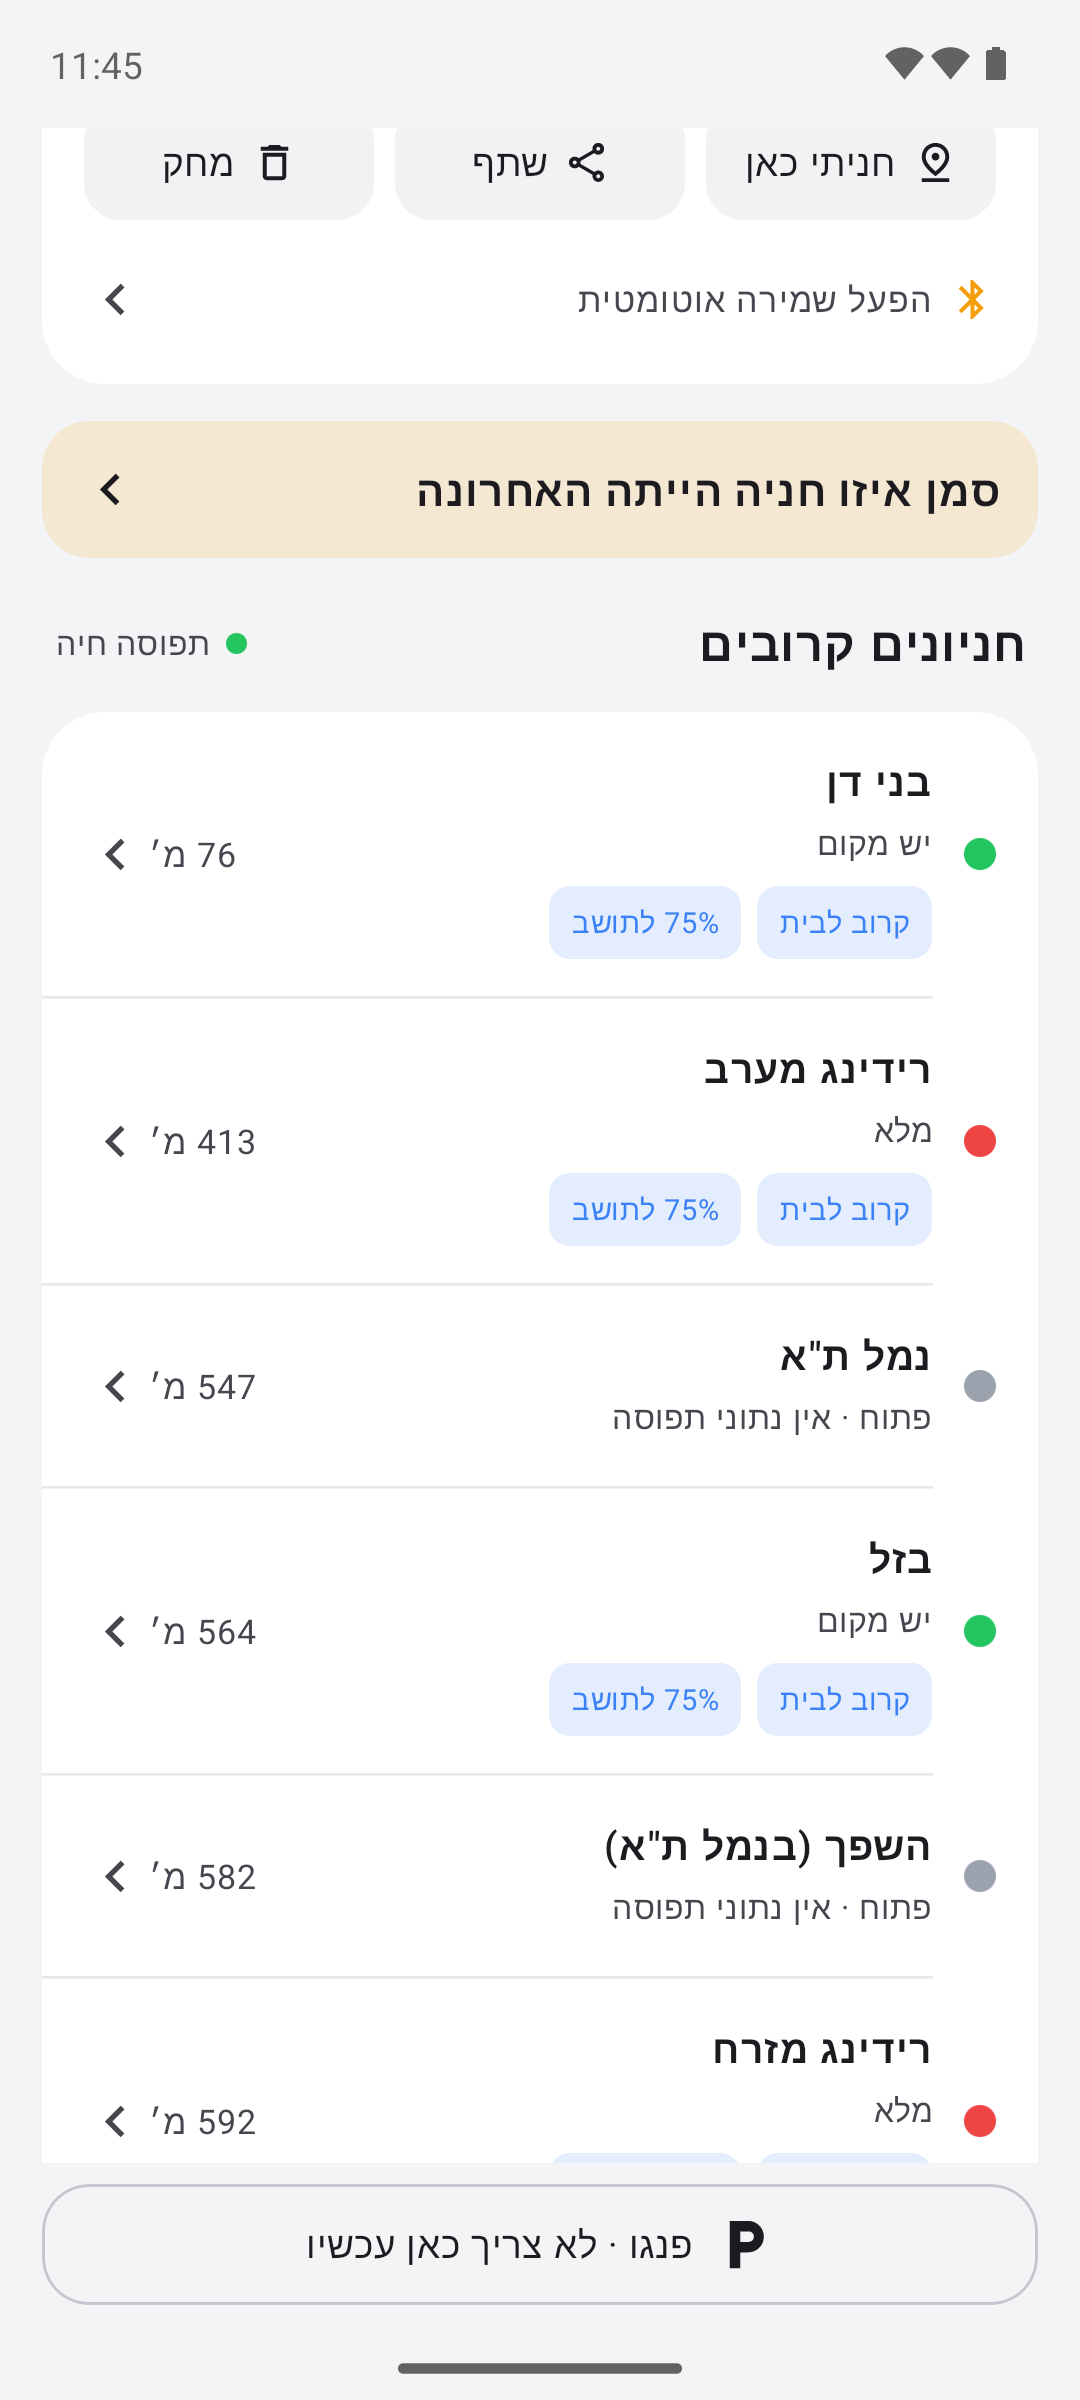 11:45
חניתי כאן
שתף
מחק
הפעל שמירה אוטומטית
סמן איזו חניה הייתה האחרונה
חניונים קרובים
תפוסה חיה
בני דן
יש מקום
76 מ׳
קרוב לבית
75% לתושב
רידינג מערב
מלא
413 מ׳
קרוב לבית
75% לתושב
נמל ת"א
פתוח · אין נתוני תפוסה
547 מ׳
בזל
יש מקום
564 מ׳
קרוב לבית
75% לתושב
השפך (בנמל ת"א)
פתוח · אין נתוני תפוסה
582 מ׳
רידינג מזרח
מלא
592 מ׳
P פנגו · לא צריך כאן עכשיו